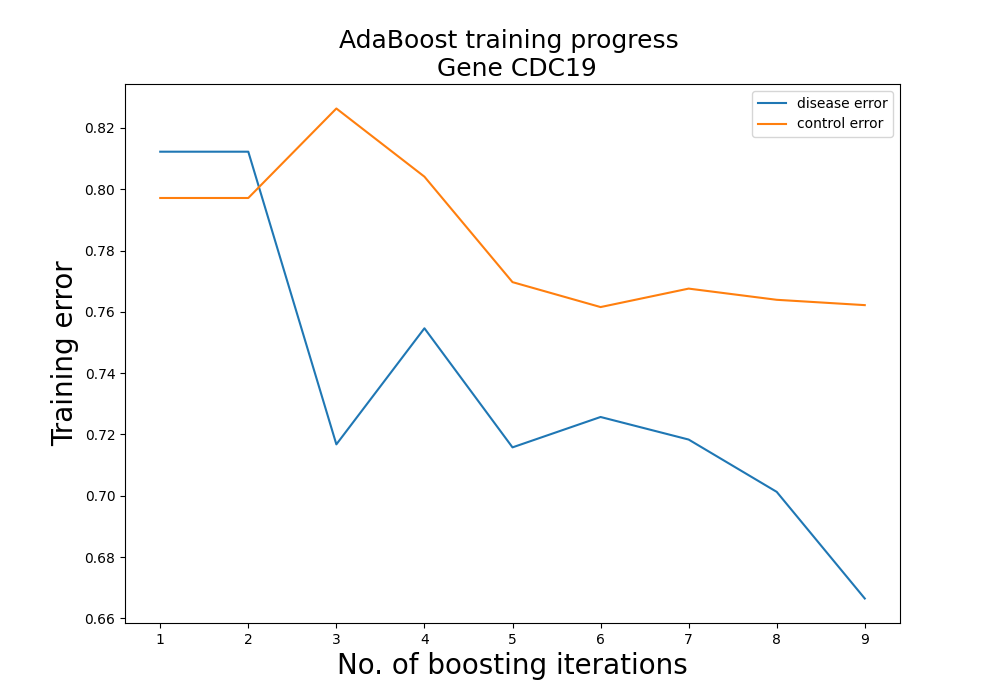 AdaBoost training progress
Gene CDC19
disease error
control error
0.82
0.80
0.78
0.76
0.74
0.72
0.70
0.68
0.66
Training error
1 2 3 4 5 6 7 8 9
No. of boosting iterations